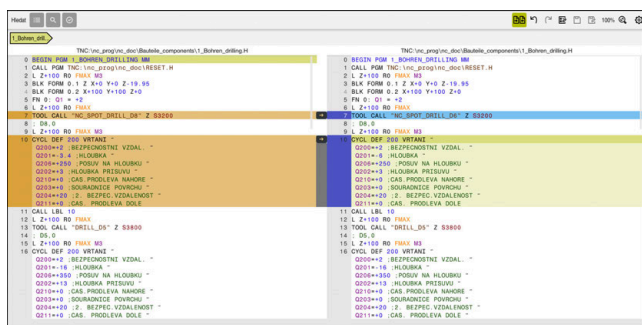 Hledat
100%
1_Bohren_drill...
TNC:\nc_prog\nc_doc\Bauteile_components\1_Bohren_drilling.H
0 BEGIN PGM 1_BOHREN_DRILLING MM
1 CALL PGM TNC:\nc_prog\nc_doc\RESET.H
2 L Z+100 R0 FMAX M3
3 BLK FORM 0.1 Z X+0 Y+0 Z-19.95
4 BLK FORM 0.2 X+100 Y+100 Z+0
5 FN 0: Q1 = +2
6 L Z+100 R0 FMAX
7 TOOL CALL "NC_SPOT_DRILL_D8" Z S3200
8 ; D8,0
9 L Z+100 R0 FMAX M3
10 CYCL DEF 200 VRTANI ~
Q200=+2 ;BEZPECNOSTNI VZDAL. ~
Q201=-3.4 ;HLOUBKA ~
Q206=+250 ;POSUV NA HLOUBKU ~
Q202=+3 ;HLOUBKA PRISUVU ~
Q210=+0 ;CAS.PRODLEVA NAHORE ~
Q203=+0 ;SOURADNICE POVRCHU ~
Q204=+20 ;2. BEZPEC.VZDALENOST ~
Q211=+0 ;CAS. PRODLEVA DOLE
11 CALL LBL 10
12 L Z+100 R0 FMAX
13 TOOL CALL "DRILL_D5" Z S3800
14 ; D5,0
15 L Z+100 R0 FMAX M3
16 CYCL DEF 200 VRTANI ~
Q200=+2 ;BEZPECNOSTNI VZDAL. ~
Q201=-16 ;HLOUBKA ~
Q206=+350 ;POSUV NA HLOUBKU ~
Q202=+13 ;HLOUBKA PRISUVU ~
Q210=+0 ;CAS.PRODLEVA NAHORE ~
Q203=+0 ;SOURADNICE POVRCHU ~
Q204=+20 ;2. BEZPEC.VZDALENOST ~
Q211=+0 ;CAS. PRODLEVA DOLE ~
TNC:\nc_prog\nc_doc\Bauteile_components\1_Bohren_drilling.H
0 BEGIN PGM 1_BOHREN_DRILLING MM
1 CALL PGM TNC:\nc_prog\nc_doc\RESET.H
2 L Z+100 R0 FMAX M3
3 BLK FORM 0.1 Z X+0 Y+0 Z-19.95
4 BLK FORM 0.2 X+100 Y+100 Z+0
5 FN 0: Q1 = +2
6 L Z+100 R0 FMAX
7 TOOL CALL "NC_SPOT_DRILL_D6" Z S3200
8 ; D8,0
9 L Z+100 R0 FMAX M3
10 CYCL DEF 200 VRTANI ~
Q200=+2 ;BEZPECNOSTNI VZDAL. ~
Q201=-6 ;HLOUBKA ~
Q206=+250 ;POSUV NA HLOUBKU ~
Q202=+3 ;HLOUBKA PRISUVU ~
Q210=+0 ;CAS.PRODLEVA NAHORE ~
Q203=+0 ;SOURADNICE POVRCHU ~
Q204=+20 ;2. BEZPEC.VZDALENOST ~
Q211=+0 ;CAS. PRODLEVA DOLE
11 CALL LBL 10
12 L Z+100 R0 FMAX
13 TOOL CALL "DRILL_D5" Z S3800
14 ; D5,0
15 L Z+100 R0 FMAX M3
16 CYCL DEF 200 VRTANI ~
Q200=+2 ;BEZPECNOSTNI VZDAL. ~
Q201=-16 ;HLOUBKA ~
Q206=+350 ;POSUV NA HLOUBKU ~
Q202=+13 ;HLOUBKA PRISUVU ~
Q210=+0 ;CAS.PRODLEVA NAHORE ~
Q203=+0 ;SOURADNICE POVRCHU ~
Q204=+20 ;2. BEZPEC.VZDALENOST ~
Q211=+0 ;CAS. PRODLEVA DOLE ~